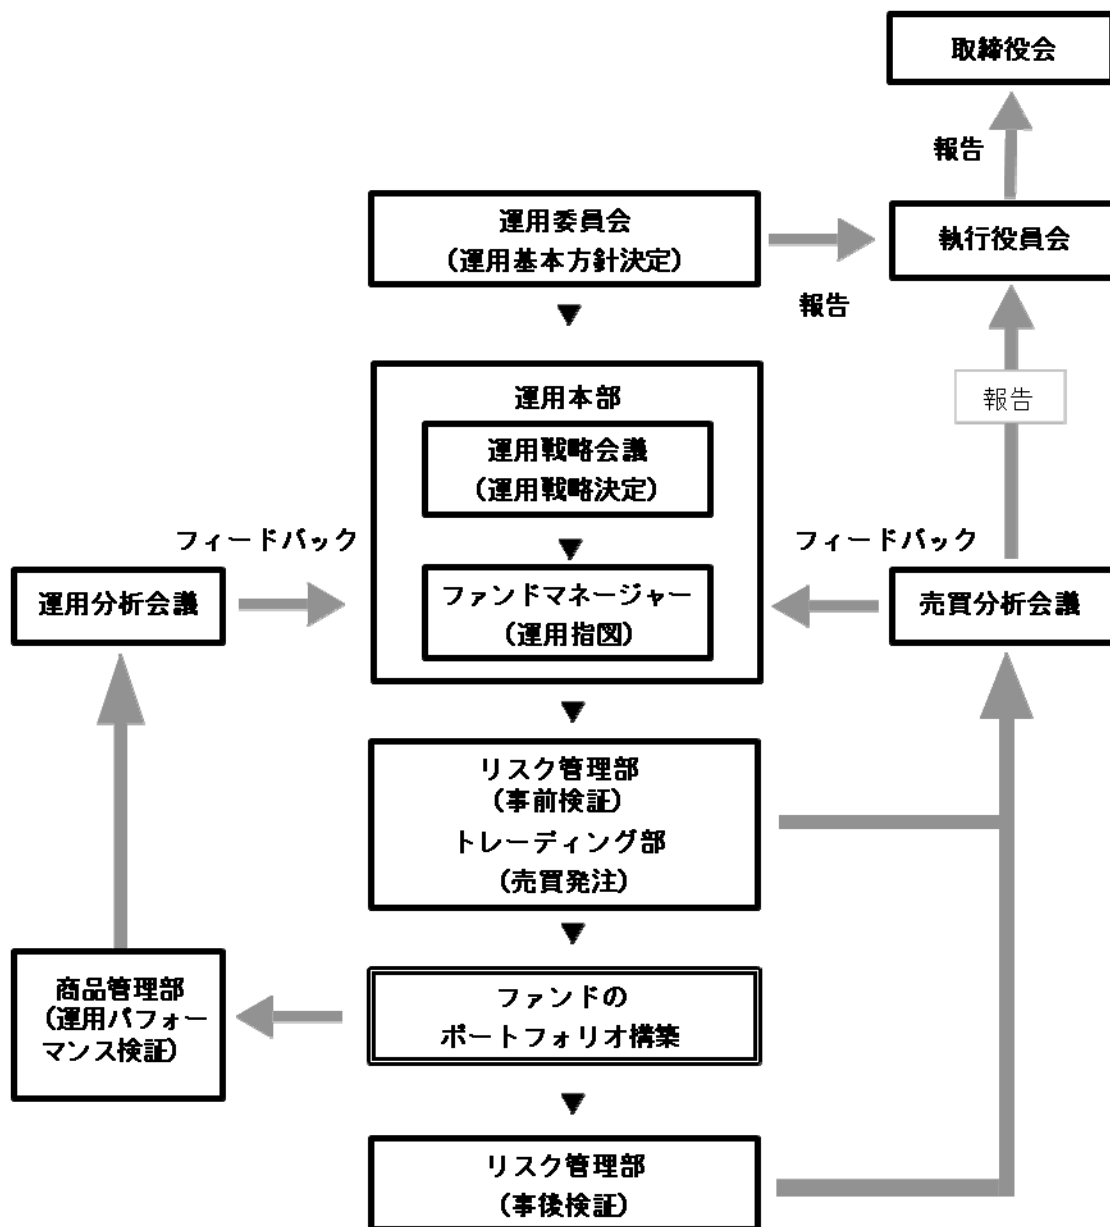 取締役会
報告
運用委員会
(運用基本方針決定)
執行役員会
報告
運用本部
報告
運用戦略会議
(運用戦略決定)
フィードバック
フィードバック
運用分析会議
ファンドマネージャー
(運用指図)
売買分析会議
リスク管理部
(事前検証)
トレーディング部
(売買発注)
商品管理部
(運用パフォー
マンス検証)
ファンドの
ポートフォリオ構築
リスク管理部
(事後検証)